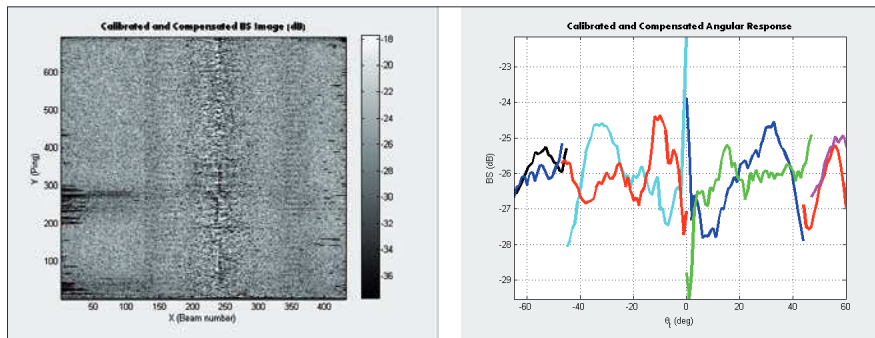 Calibrated and Compensated BS Image (dB)
600
500
400
300
200
100
Y (Ping)
50 100 150 200 250 300 350 400
X (Beam number)
-18
-20
-22
-24
-26
-28
-30
-32
-34
-36
Calibrated and Compensated Angular Response
-23
-24
-25
-26
-27
-28
-29
BS (dB)
-60 -40 -20 0 20 40 60
(deg)